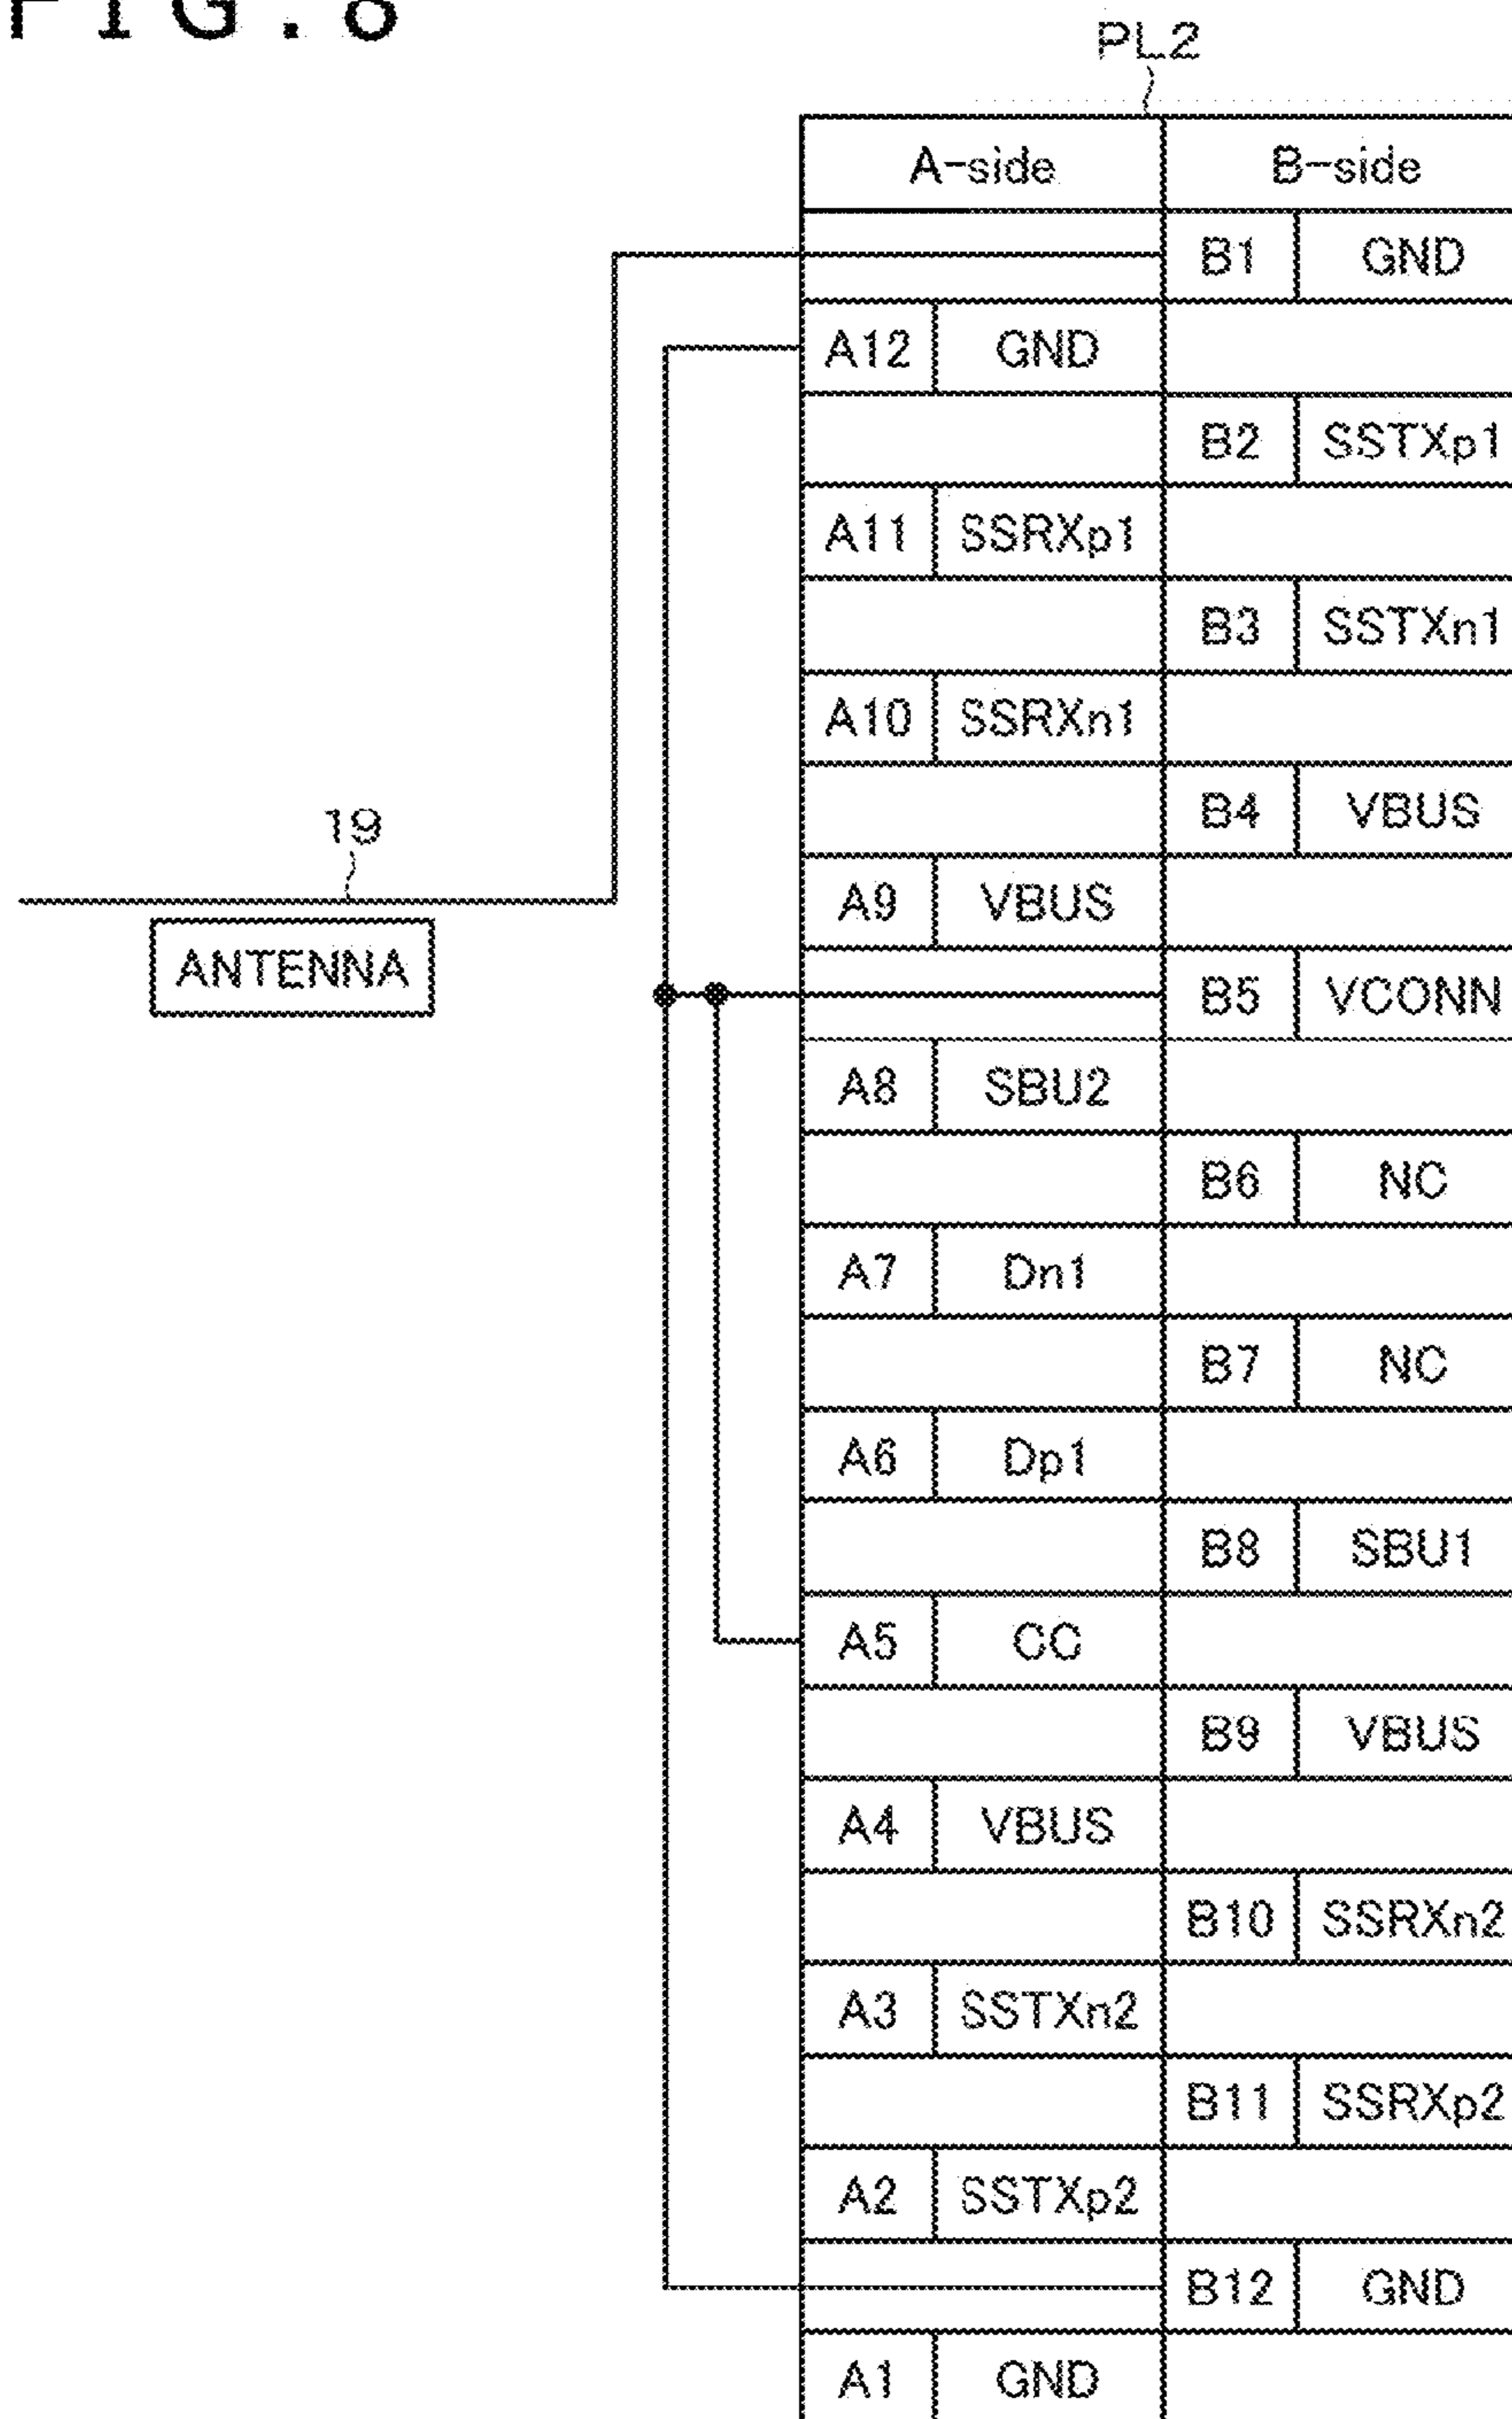 FIG.8
PL2
A-side B-side
B1 GND
A12 GND
B2 SSTXp1
A11 SSRXp1
B3 SSTXn1
A10 SSRXn1
B4 VBUS
19
A9 VBUS
ANTENNA
B5 VCONN
A8 SBU2
B6 NC
A7 Dn1
B7 NC
A6 Dp1
B8 SBU1
A5 CC
B9 VBUS
A4 VBUS
B10 SSRXn2
A3 SSTXn2
B11 SSRXp2
A2 SSTXp2
B12 GND
A1 GND